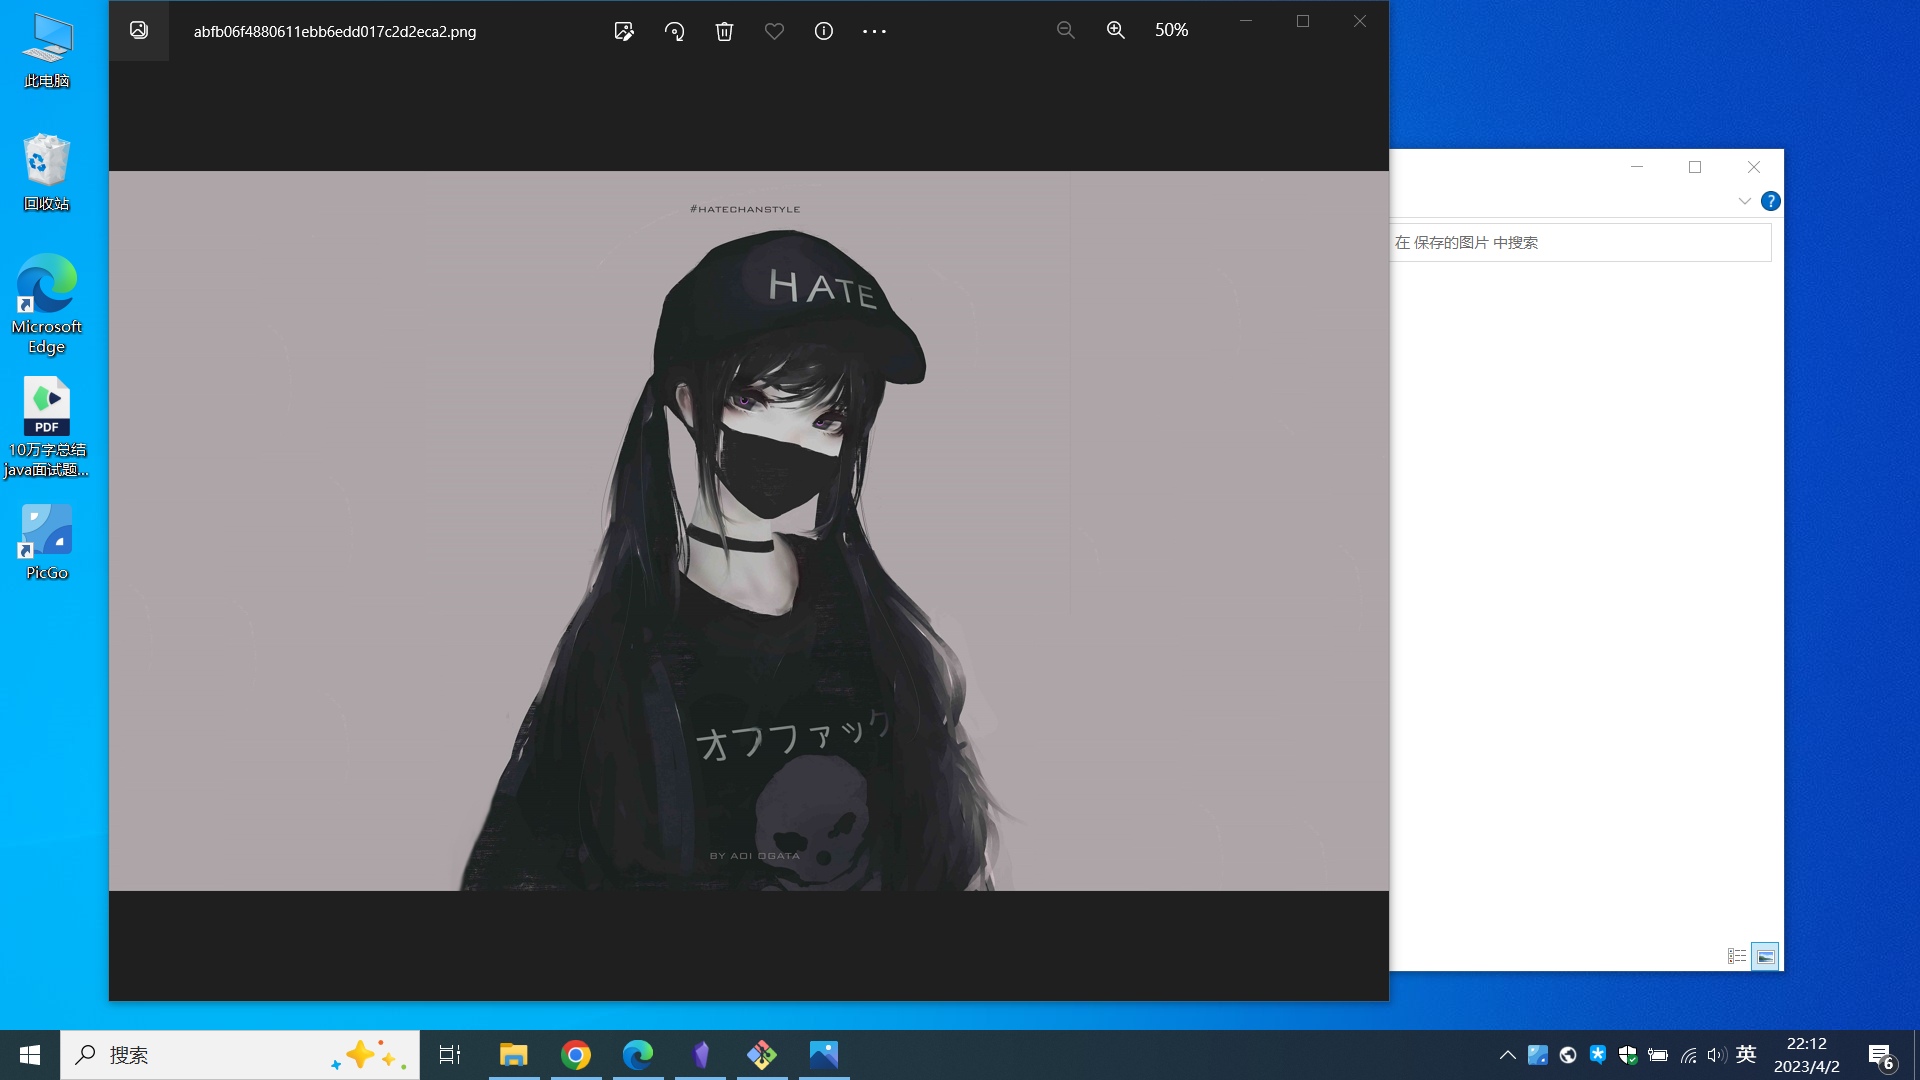 此电脑
回收站
Microsoft
Edge
PDF
10万字总结
java面试题...
PicGo
abfb06f4880611ebb6edd017c2d2eca2.png
50%
#HATECHANSTYLE
HATE
オフファック
BY AOI OGATA
?
在 保存的图片 中搜索
搜索
英
22:12
2023/4/2
6